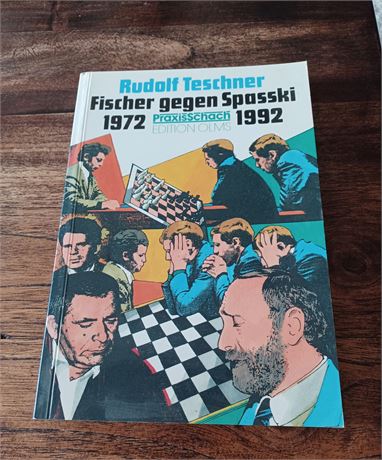 Rudolf Teschner
Fischer gegen Spasski
1972 PraxisSchach 1992
EDITION OLMS